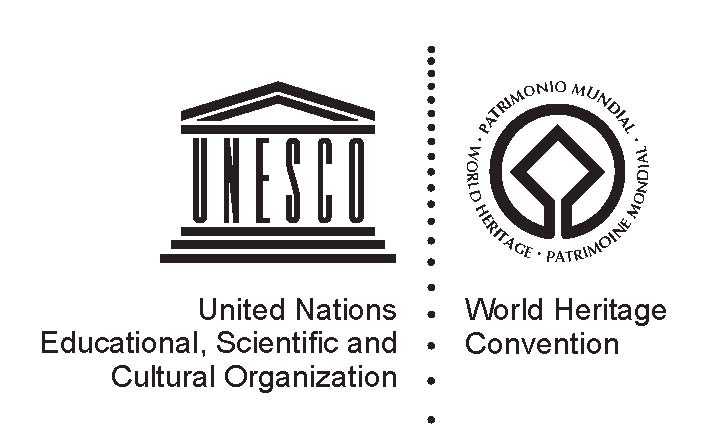 UNESCO
United Nations
Educational, Scientific and
Cultural Organization
· PATRIMONIO MUNDIAL · WORLD HERITAGE · PATRIMOINE MONDIAL
World Heritage
Convention